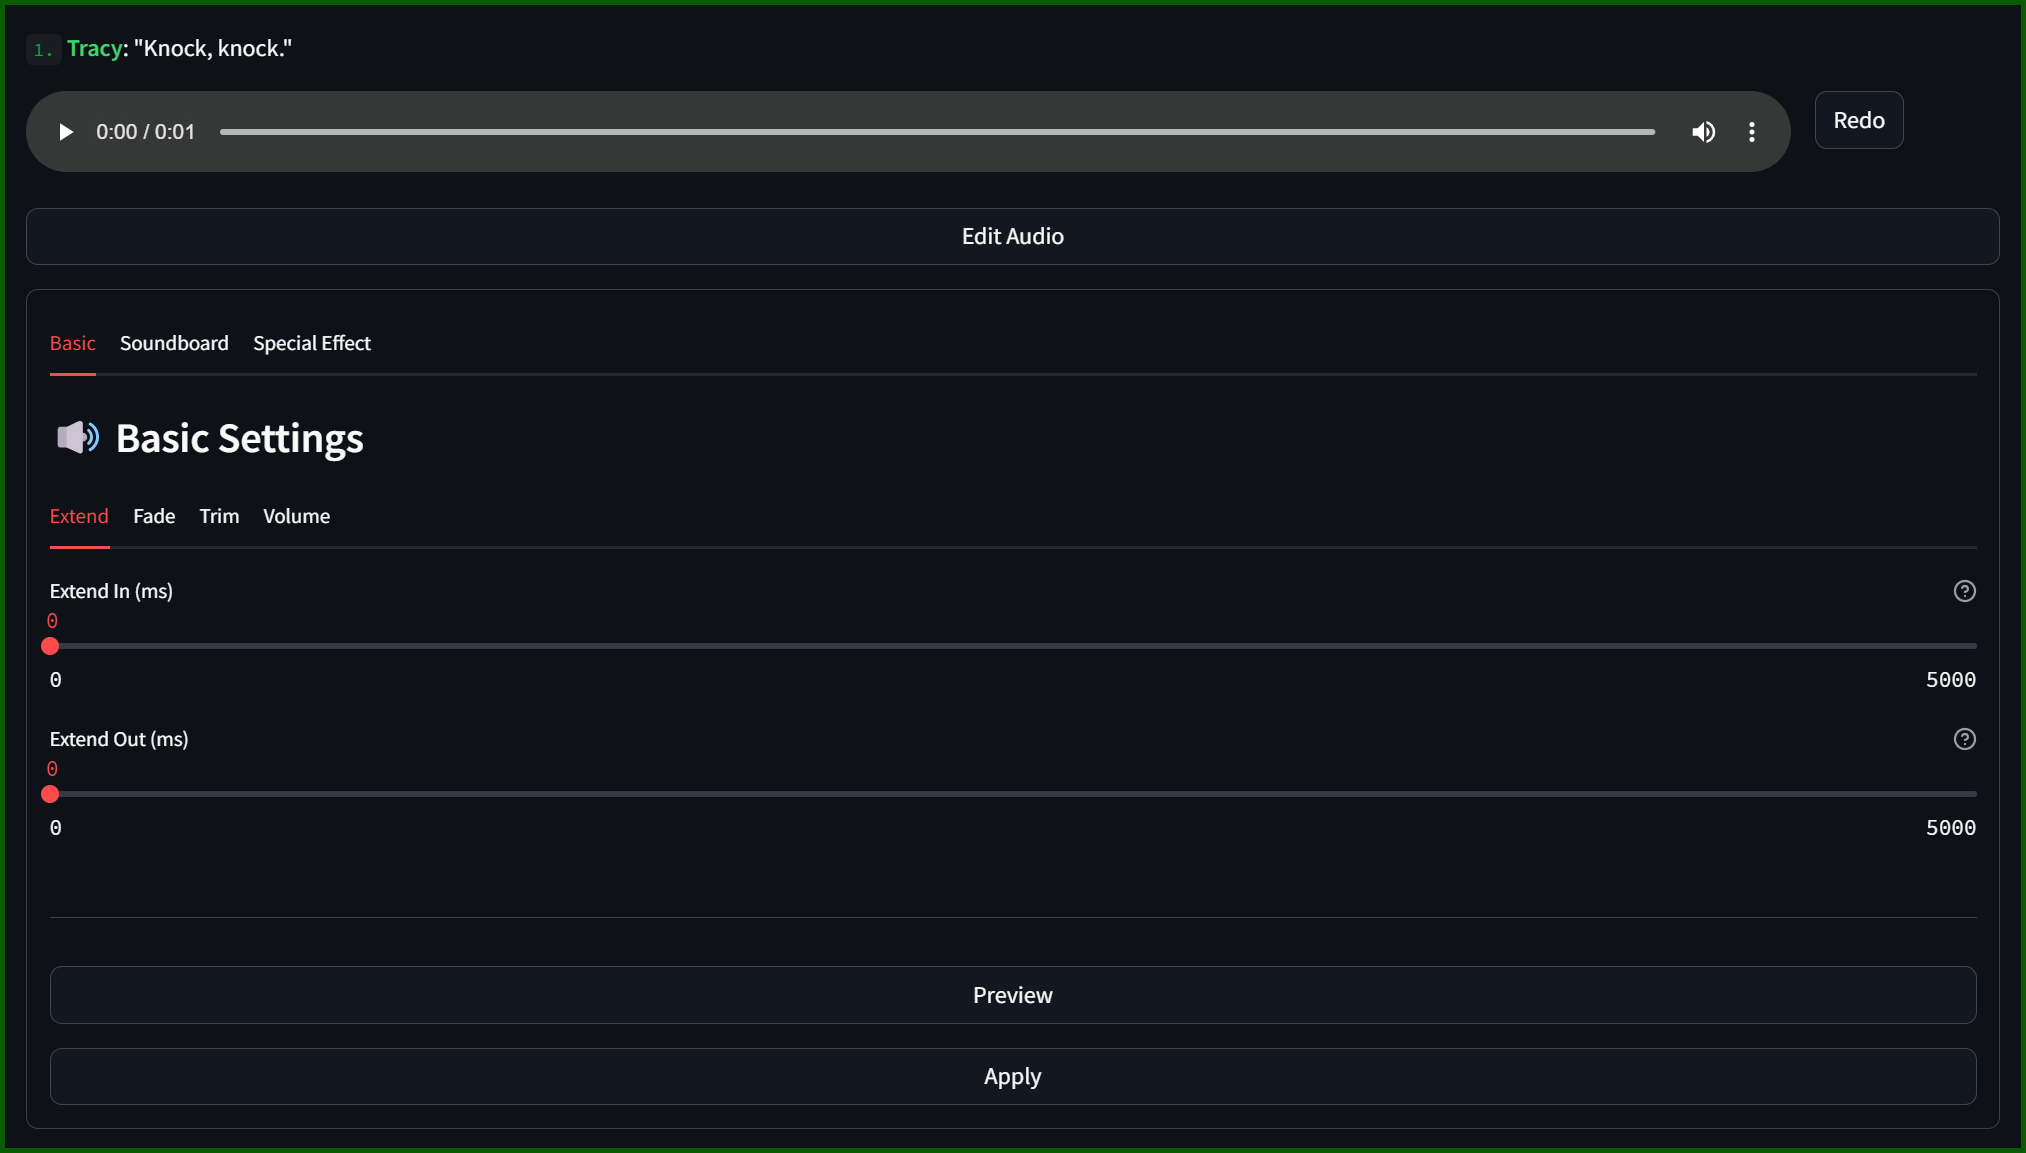 1. Tracy: "Knock, knock."
0:00 / 0:01
Redo
Edit Audio
Basic Soundboard Special Effect
Basic Settings
Extend Fade Trim Volume
Extend In (ms)
0
0 5000
Extend Out (ms)
0
0 5000
Preview
Apply